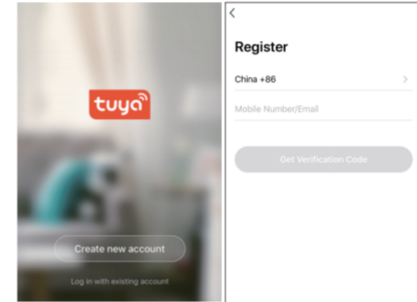 tuya
Create new account
Log in with existing account
Register
China +86
Mobile Number/Email
Get Verification Code